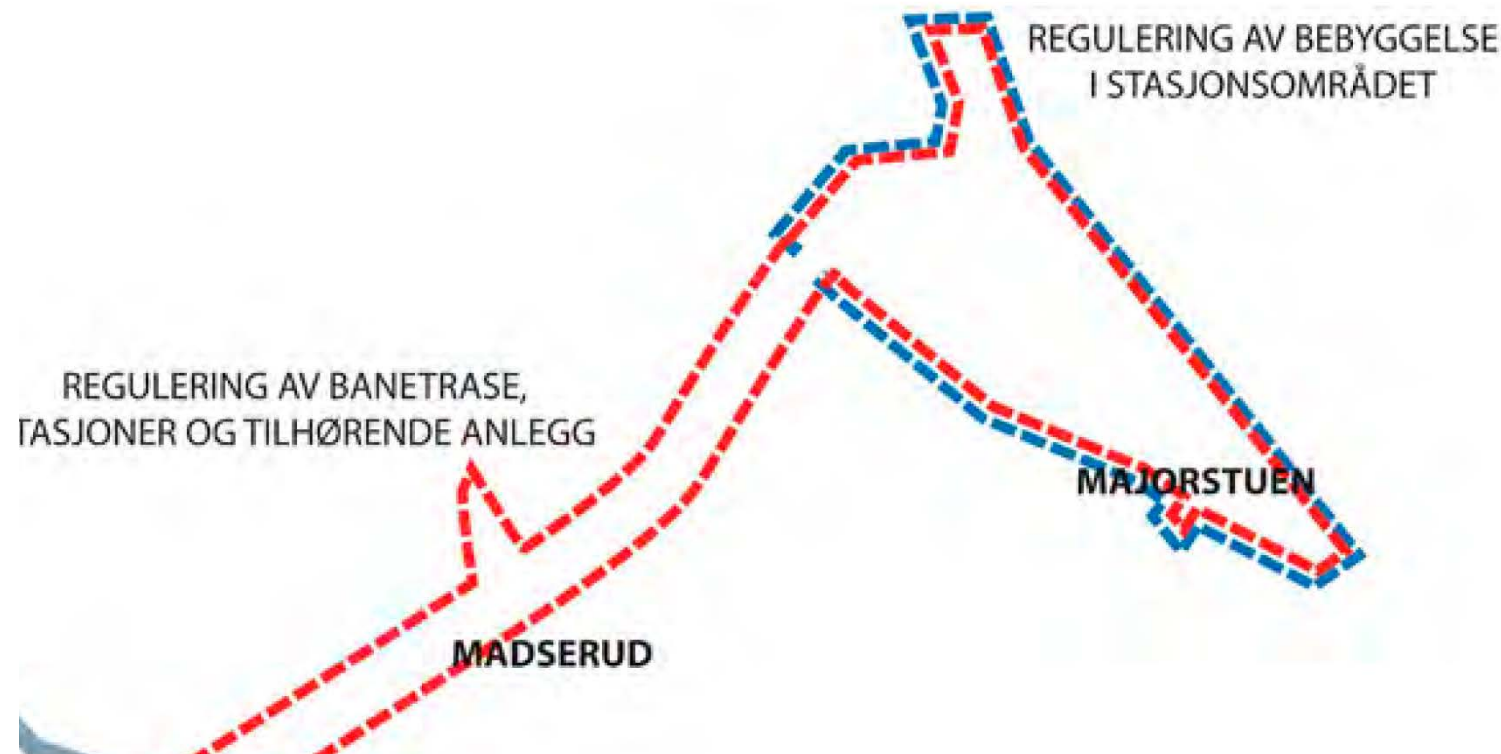 REGULERING AV BEBYGGELSE
I STASJONSOMRÅDET
REGULERING AV BANETRASE,
TASJONER OG TILHØRENDE ANLEGG
MAJORSTUEN
MADSERUD